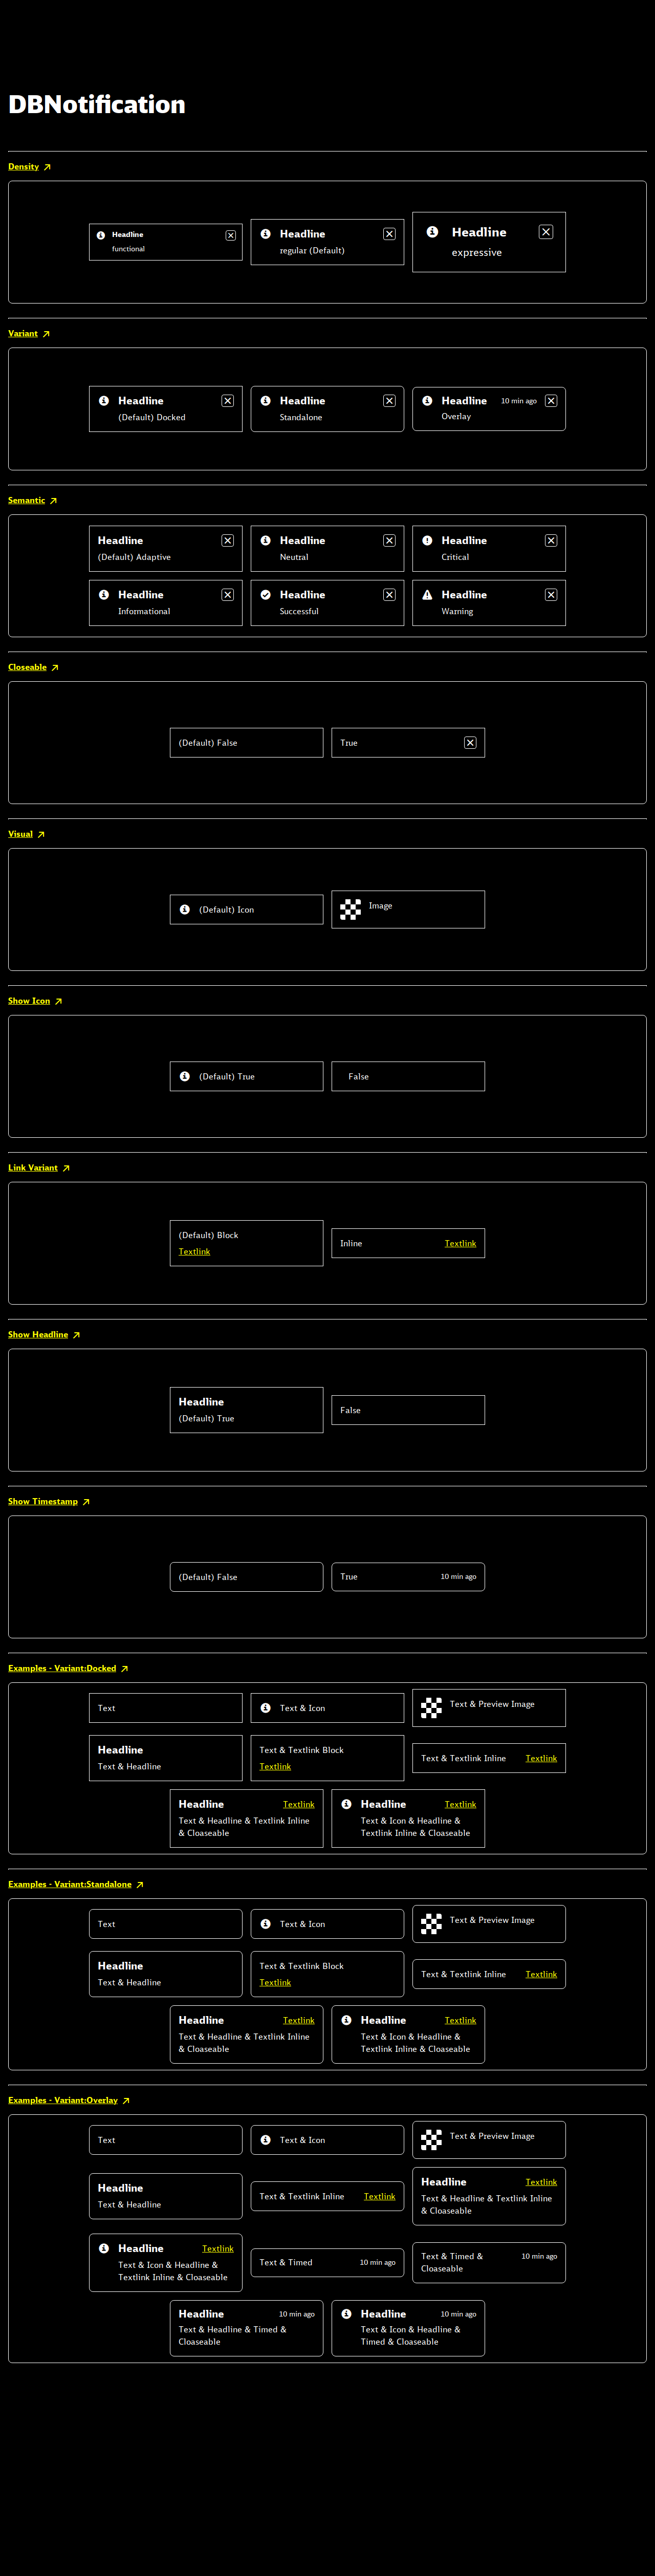 DBNotification
Density
Headline
functional
Headline
regular (Default)
Headline
expressive
Variant
Headline
(Default) Docked
Headline
Standalone
Headline 10 min ago
Overlay
Semantic
Headline
(Default) Adaptive
Headline
Neutral
Headline
Critical
Headline
Informational
Headline
Successful
Headline
Warning
Closeable
(Default) False
True
Visual
(Default) Icon
Image
Show Icon
(Default) True
False
Link Variant
(Default) Block
Textlink
Inline Textlink
Show Headline
Headline
(Default) True
False
Show Timestamp
(Default) False
True 10 min ago
Examples - Variant:Docked
Text
Text & Icon
Text & Preview Image
Headline
Text & Headline
Text & Textlink Block
Textlink
Text & Textlink Inline Textlink
Headline Textlink
Text & Headline & Textlink Inline
& Cloaseable
Headline Textlink
Text & Icon & Headline &
Textlink Inline & Cloaseable
Examples - Variant:Standalone
Text
Text & Icon
Text & Preview Image
Headline
Text & Headline
Text & Textlink Block
Textlink
Text & Textlink Inline Textlink
Headline Textlink
Text & Headline & Textlink Inline
& Cloaseable
Headline Textlink
Text & Icon & Headline &
Textlink Inline & Cloaseable
Examples - Variant:Overlay
Text
Text & Icon
Text & Preview Image
Headline
Text & Headline
Text & Textlink Inline Textlink
Headline Textlink
Text & Headline & Textlink Inline
& Cloaseable
Headline Textlink
Text & Icon & Headline &
Textlink Inline & Cloaseable
Text & Timed 10 min ago
Text & Timed & 10 min ago
Cloaseable
Headline 10 min ago
Text & Headline & Timed &
Cloaseable
Headline 10 min ago
Text & Icon & Headline &
Timed & Cloaseable